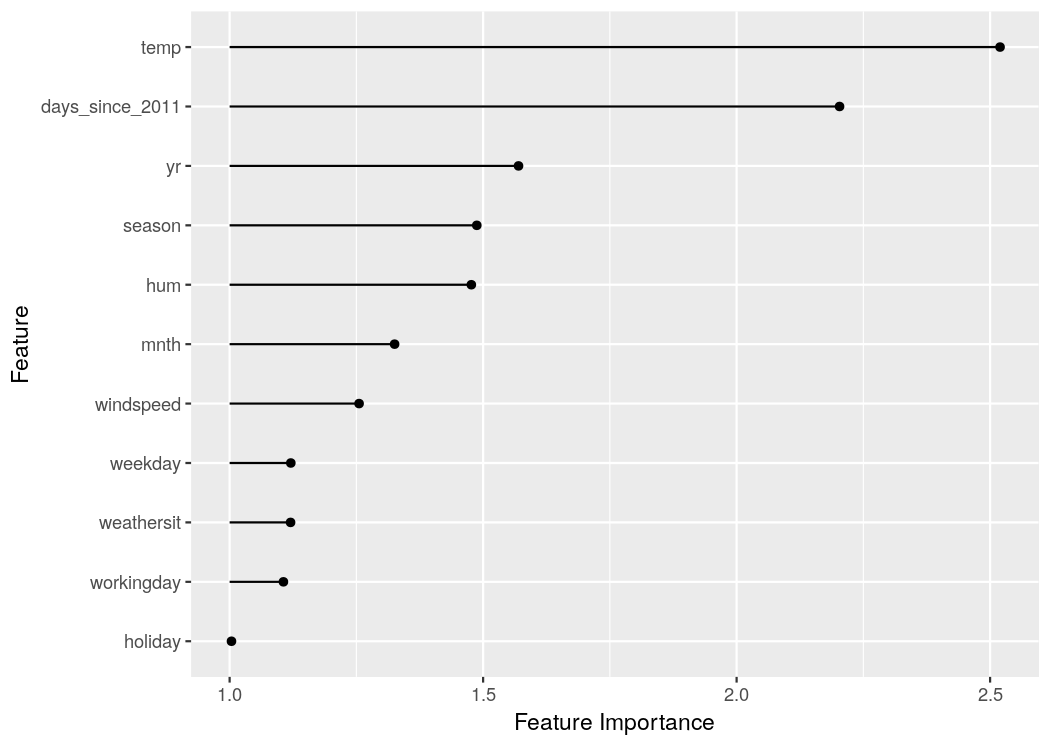 temp
days_since_2011
yr
season
hum
mnth
windspeed
weekday
weathersit
workingday
holiday
Feature
1.0 1.5 2.0 2.5
Feature Importance